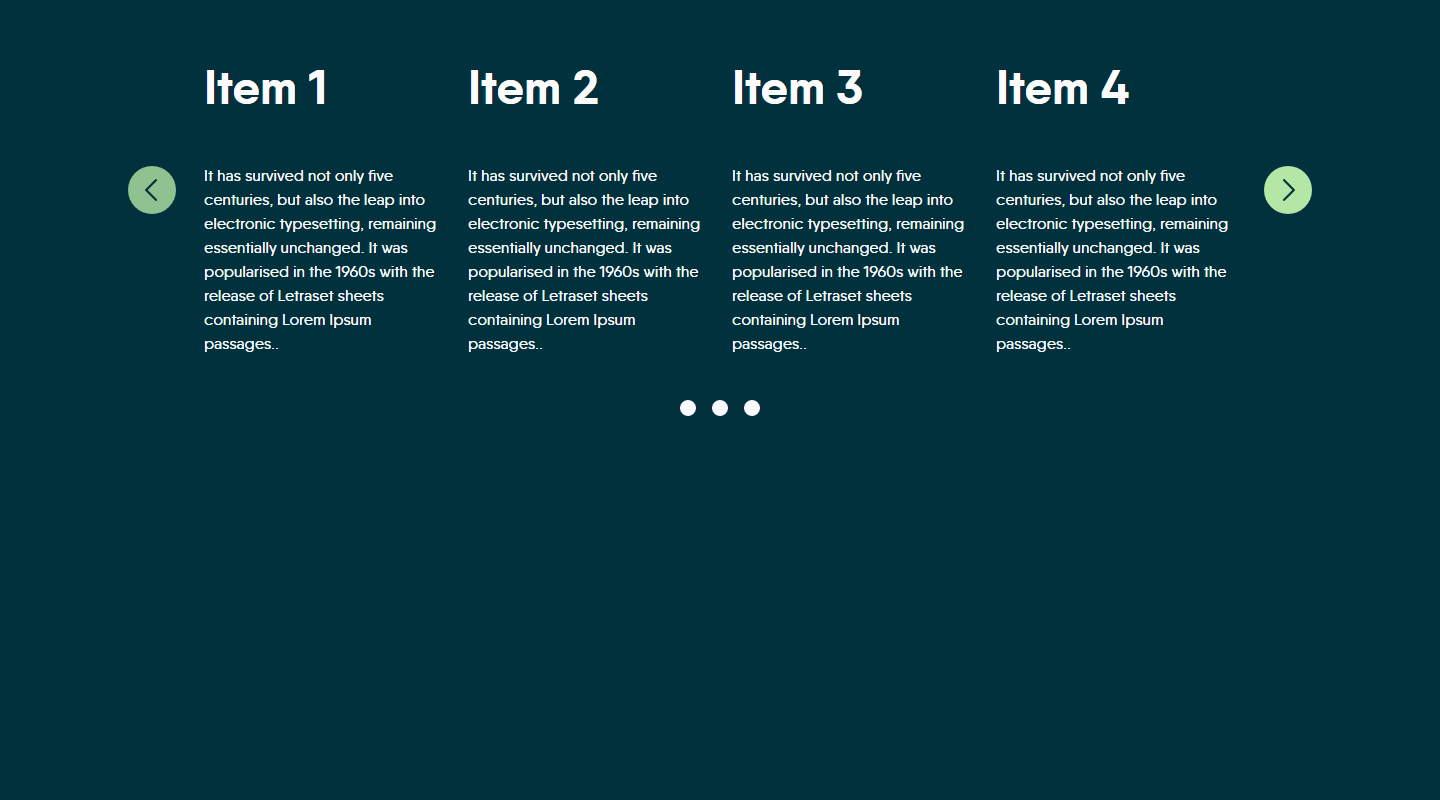 Item 1
It has survived not only five
centuries, but also the leap into
electronic typesetting, remaining
essentially unchanged. It was
popularised in the 1960s with the
release of Letraset sheets
containing Lorem Ipsum
passages..
Item 2
It has survived not only five
centuries, but also the leap into
electronic typesetting, remaining
essentially unchanged. It was
popularised in the 1960s with the
release of Letraset sheets
containing Lorem Ipsum
passages..
Item 3
It has survived not only five
centuries, but also the leap into
electronic typesetting, remaining
essentially unchanged. It was
popularised in the 1960s with the
release of Letraset sheets
containing Lorem Ipsum
passages..
Item 4
It has survived not only five
centuries, but also the leap into
electronic typesetting, remaining
essentially unchanged. It was
popularised in the 1960s with the
release of Letraset sheets
containing Lorem Ipsum
passages..